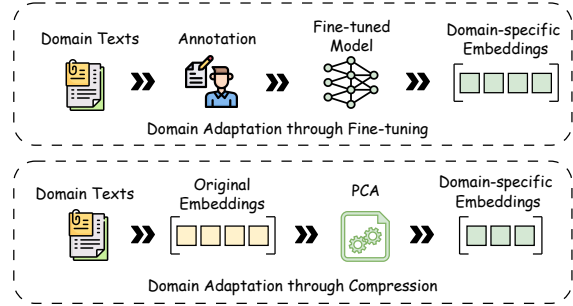 Domain Texts
Annotation
Fine-tuned
Model
Domain-specific
Embeddings
Domain Adaptation through Fine-tuning
Domain Texts
Original
Embeddings
PCA
Domain-specific
Embeddings
Domain Adaptation through Compression